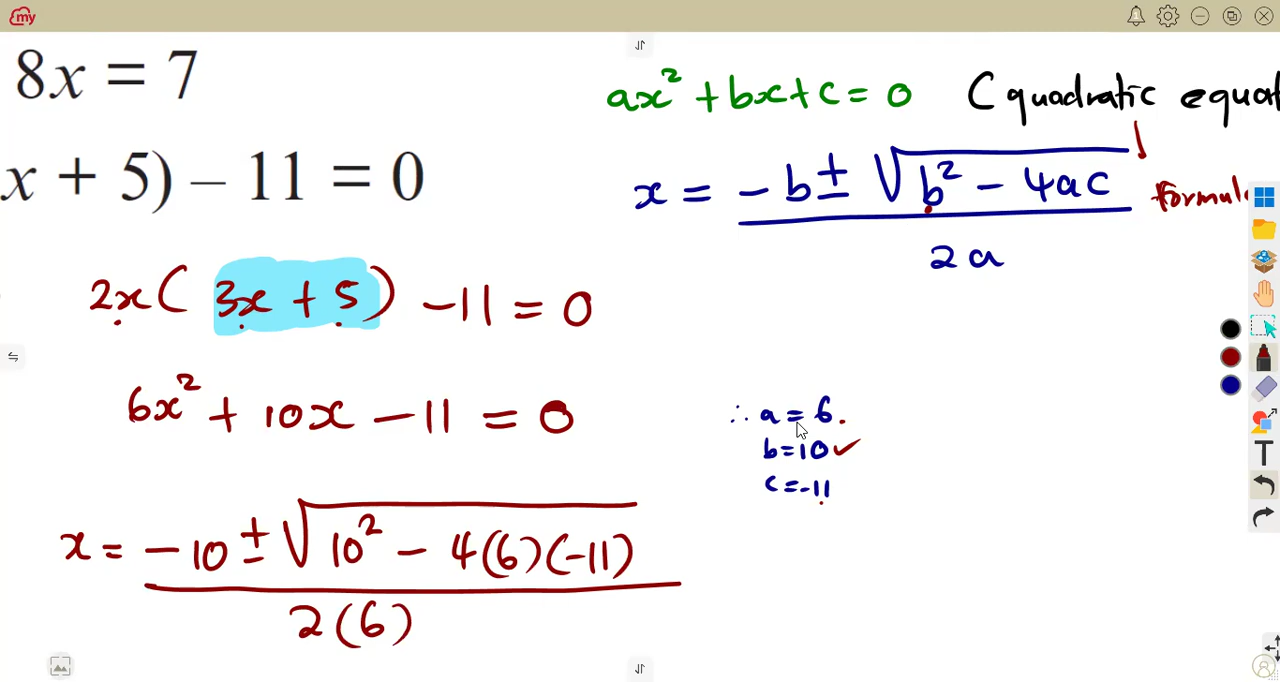 my
8x = 7
x + 5) – 11 = 0
2x ( 3x + 5 ) - 11 = 0
6x² + 10x - 11 = 0
x = -10 ± √10² - 4(6)(-11)
2(6)
ax² + bx + c = 0 ( quadratic equat
x = -b ± √b² - 4ac
2a
formula
∴ a = 6.
b = 10 ✓
c = -11
T